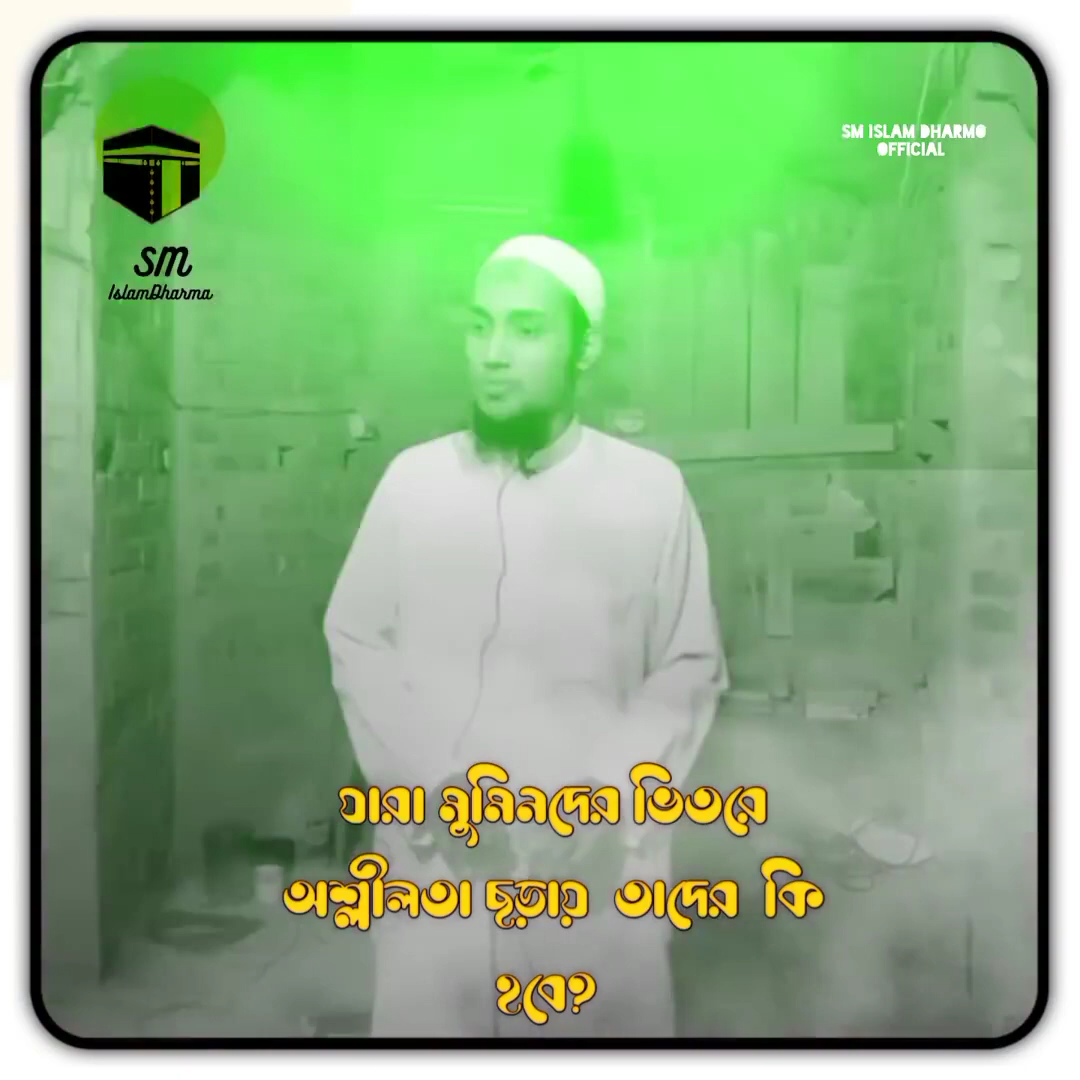 SM ISLAM DHARMO
OFFICIAL
SM
IslamDharma
যারা মুমিনদের ভিতরে
অশ্লীলতা ছড়ায় তাদের কি
হবে?